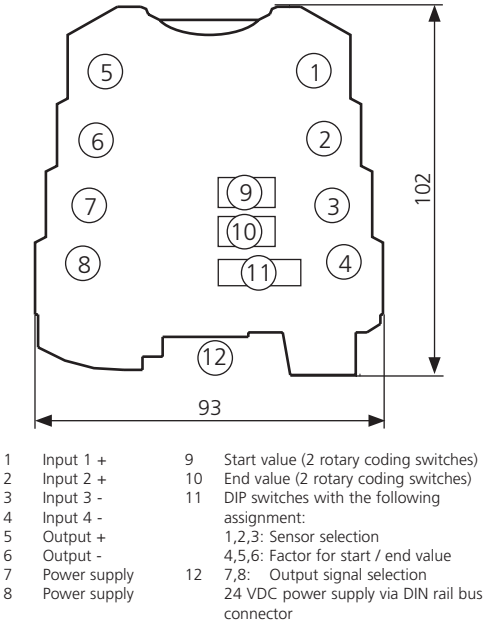 5
1
6
2
7
9
3
10
8
11
4
12
102
93
1 Input 1 +
2 Input 2 +
3 Input 3 -
4 Input 4 -
5 Output +
6 Output -
7 Power supply
8 Power supply
9 Start value (2 rotary coding switches)
10 End value (2 rotary coding switches)
11 DIP switches with the following
assignment:
1,2,3: Sensor selection
4,5,6: Factor for start / end value
12 7,8: Output signal selection
24 VDC power supply via DIN rail bus
connector